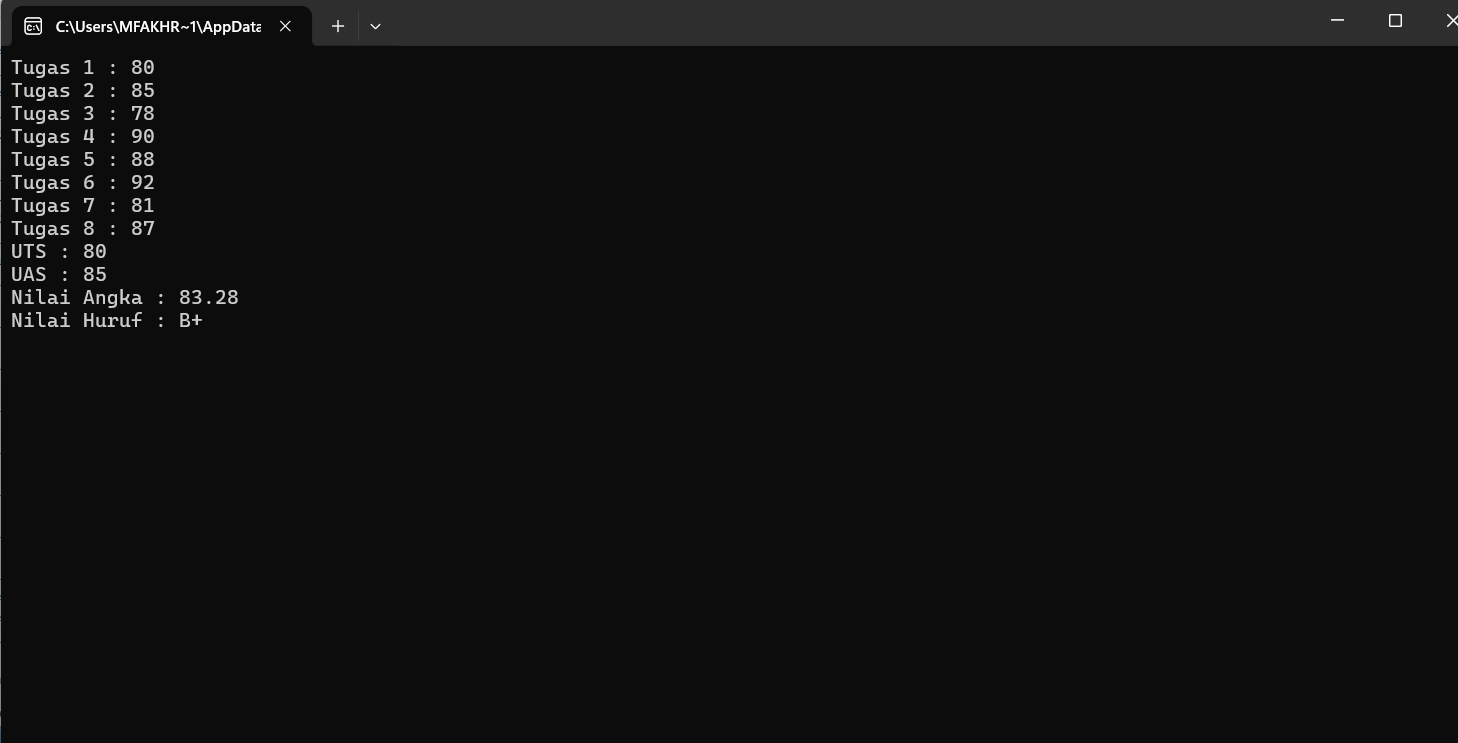 C:\Users\MFAKHR~1\AppData
Tugas 1 : 80
Tugas 2 : 85
Tugas 3 : 78
Tugas 4 : 90
Tugas 5 : 88
Tugas 6 : 92
Tugas 7 : 81
Tugas 8 : 87
UTS : 80
UAS : 85
Nilai Angka : 83.28
Nilai Huruf : B+